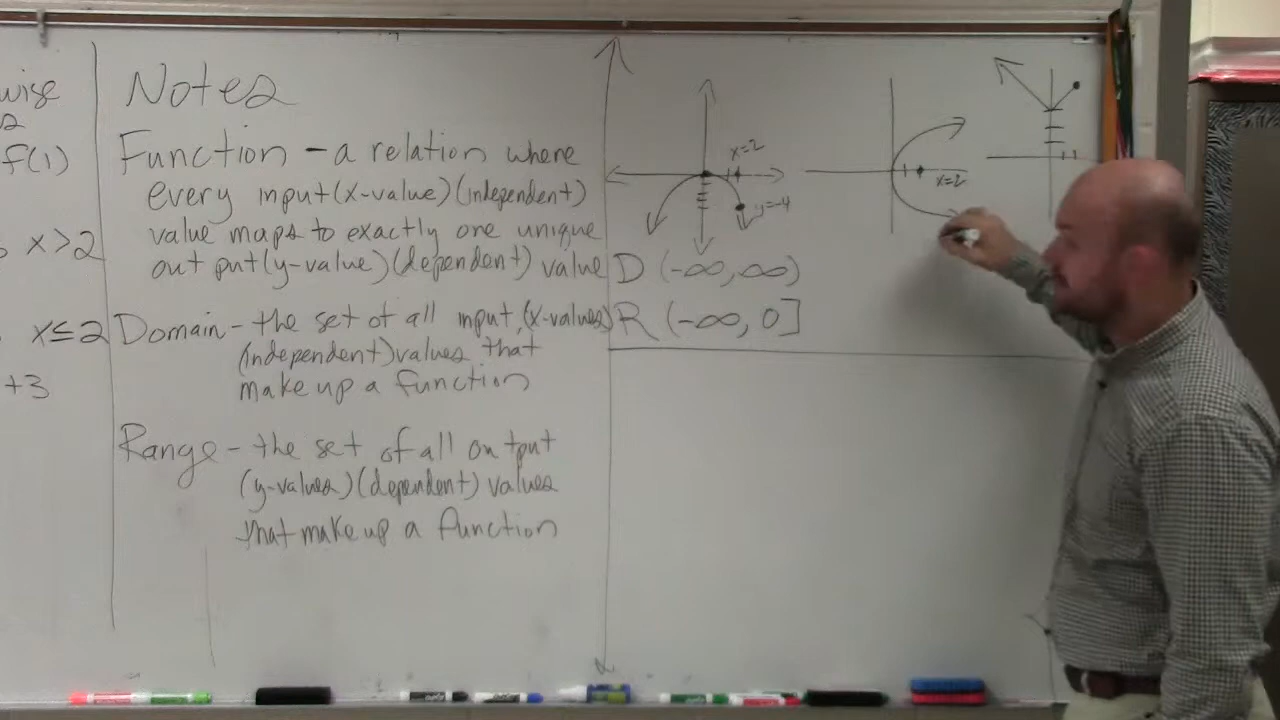 wise
f(1)
x>2
x≤2
+3
Notes
Function - a relation where
every input (x-value) (independent)
value maps to exactly one unique
out put (y-value) (dependent) value
Domain - the set of all input, (x-values)
(independent) values that
make up a function
Range - the set of all output
(y-values) (dependent) values
that make up a function
x=2
y=-4
D (-∞, ∞)
R (-∞, 0]
x=2